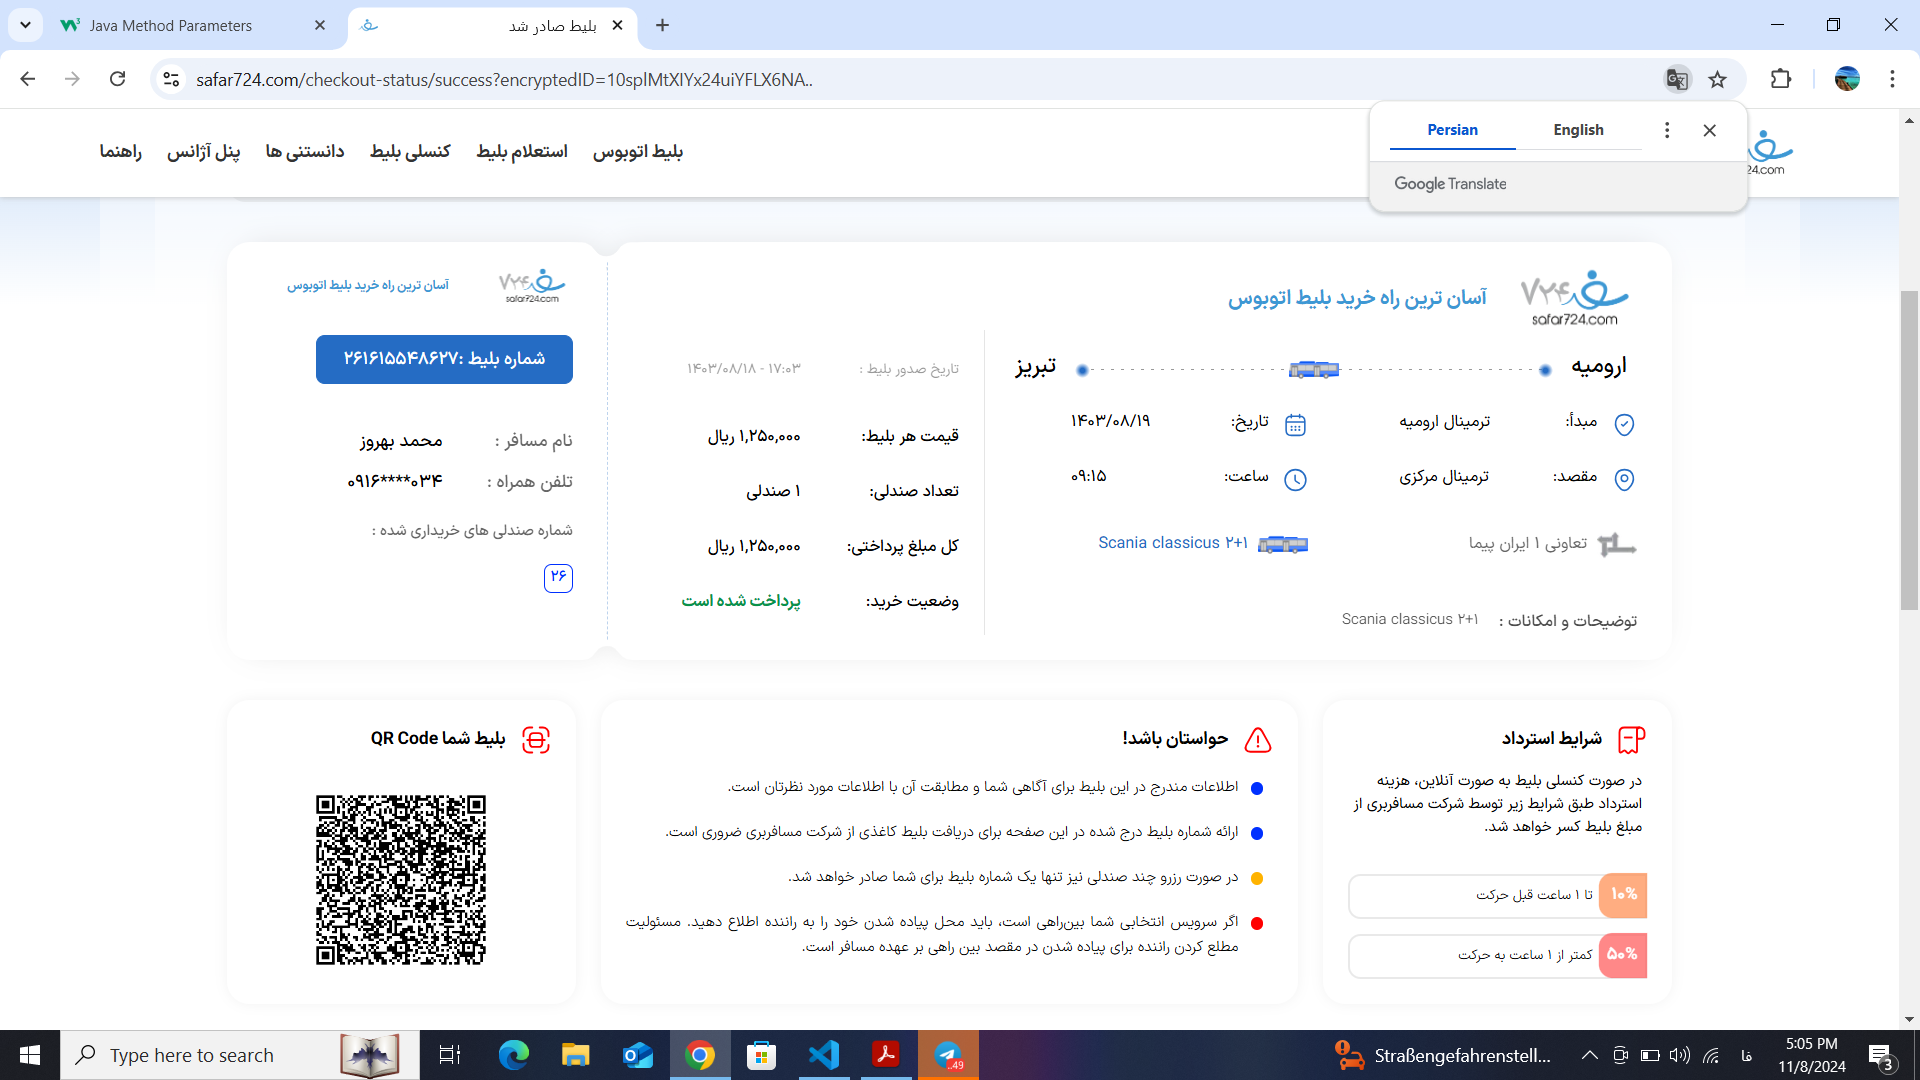 Java Method Parameters
بلیط صادر شد
safar724.com/checkout-status/success?encryptedID=10splMtXIYx24uiYFLX6NA..
Persian
English
Google Translate
24.com
بلیط اتوبوس
استعلام بلیط
کنسلی بلیط
دانستنی ها
پنل آژانس
راهنما
سفر۷۲۴
safar724.com
آسان ترین راه خرید بلیط اتوبوس
ارومیه
تبریز
مبدأ: ترمینال ارومیه
تاریخ: ۱۴۰۳/۰۸/۱۹
مقصد: ترمینال مرکزی
ساعت: ۰۹:۱۵
تعاونی ۱ ایران پیما
Scania classicus ۲+۱
توضیحات و امکانات : Scania classicus ۲+۱
تاریخ صدور بلیط : ۱۷:۰۳ - ۱۴۰۳/۰۸/۱۸
قیمت هر بلیط: ۱,۲۵۰,۰۰۰ ریال
تعداد صندلی: ۱ صندلی
کل مبلغ پرداختی: ۱,۲۵۰,۰۰۰ ریال
وضعیت خرید: پرداخت شده است
سفر۷۲۴
safar724.com
آسان ترین راه خرید بلیط اتوبوس
شماره بلیط :۲۶۱۶۱۵۵۴۸۶۲۷
نام مسافر : محمد بهروز
تلفن همراه : ۰۹۱۶****۰۳۴
شماره صندلی های خریداری شده :
۲۶
شرایط استرداد
در صورت کنسلی بلیط به صورت آنلاین، هزینه
استرداد طبق شرایط زیر توسط شرکت مسافربری از
مبلغ بلیط کسر خواهد شد.
۱۰% تا ۱ ساعت قبل حرکت
۵۰% کمتر از ۱ ساعت به حرکت
حواستان باشد!
اطلاعات مندرج در این بلیط برای آگاهی شما و مطابقت آن با اطلاعات مورد نظرتان است.
ارائه شماره بلیط درج شده در این صفحه برای دریافت بلیط کاغذی از شرکت مسافربری ضروری است.
در صورت رزرو چند صندلی نیز تنها یک شماره بلیط برای شما صادر خواهد شد.
اگر سرویس انتخابی شما بین‌راهی است، باید محل پیاده شدن خود را به راننده اطلاع دهید. مسئولیت
مطلع کردن راننده برای پیاده شدن در مقصد بین راهی بر عهده مسافر است.
QR Code بلیط شما
Type here to search
..49
Straßengefahrenstell...
فا
5:05 PM
11/8/2024
3